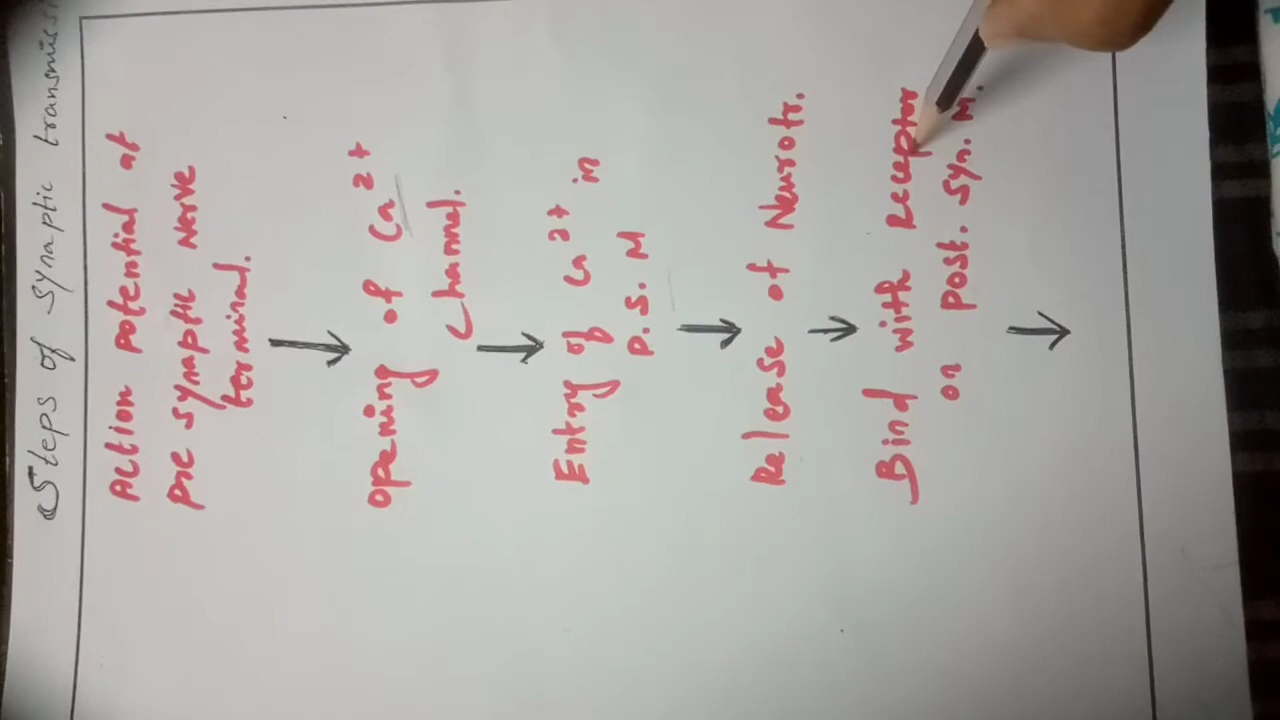 Steps of synaptic transmiss
Action potential at
pre synaptic Nerve
terminal.
opening of Ca2+
Channel.
Entry of Ca2+ in
P.S.M
Release of Neurotr.
Bind with receptor
on post. syn. M.